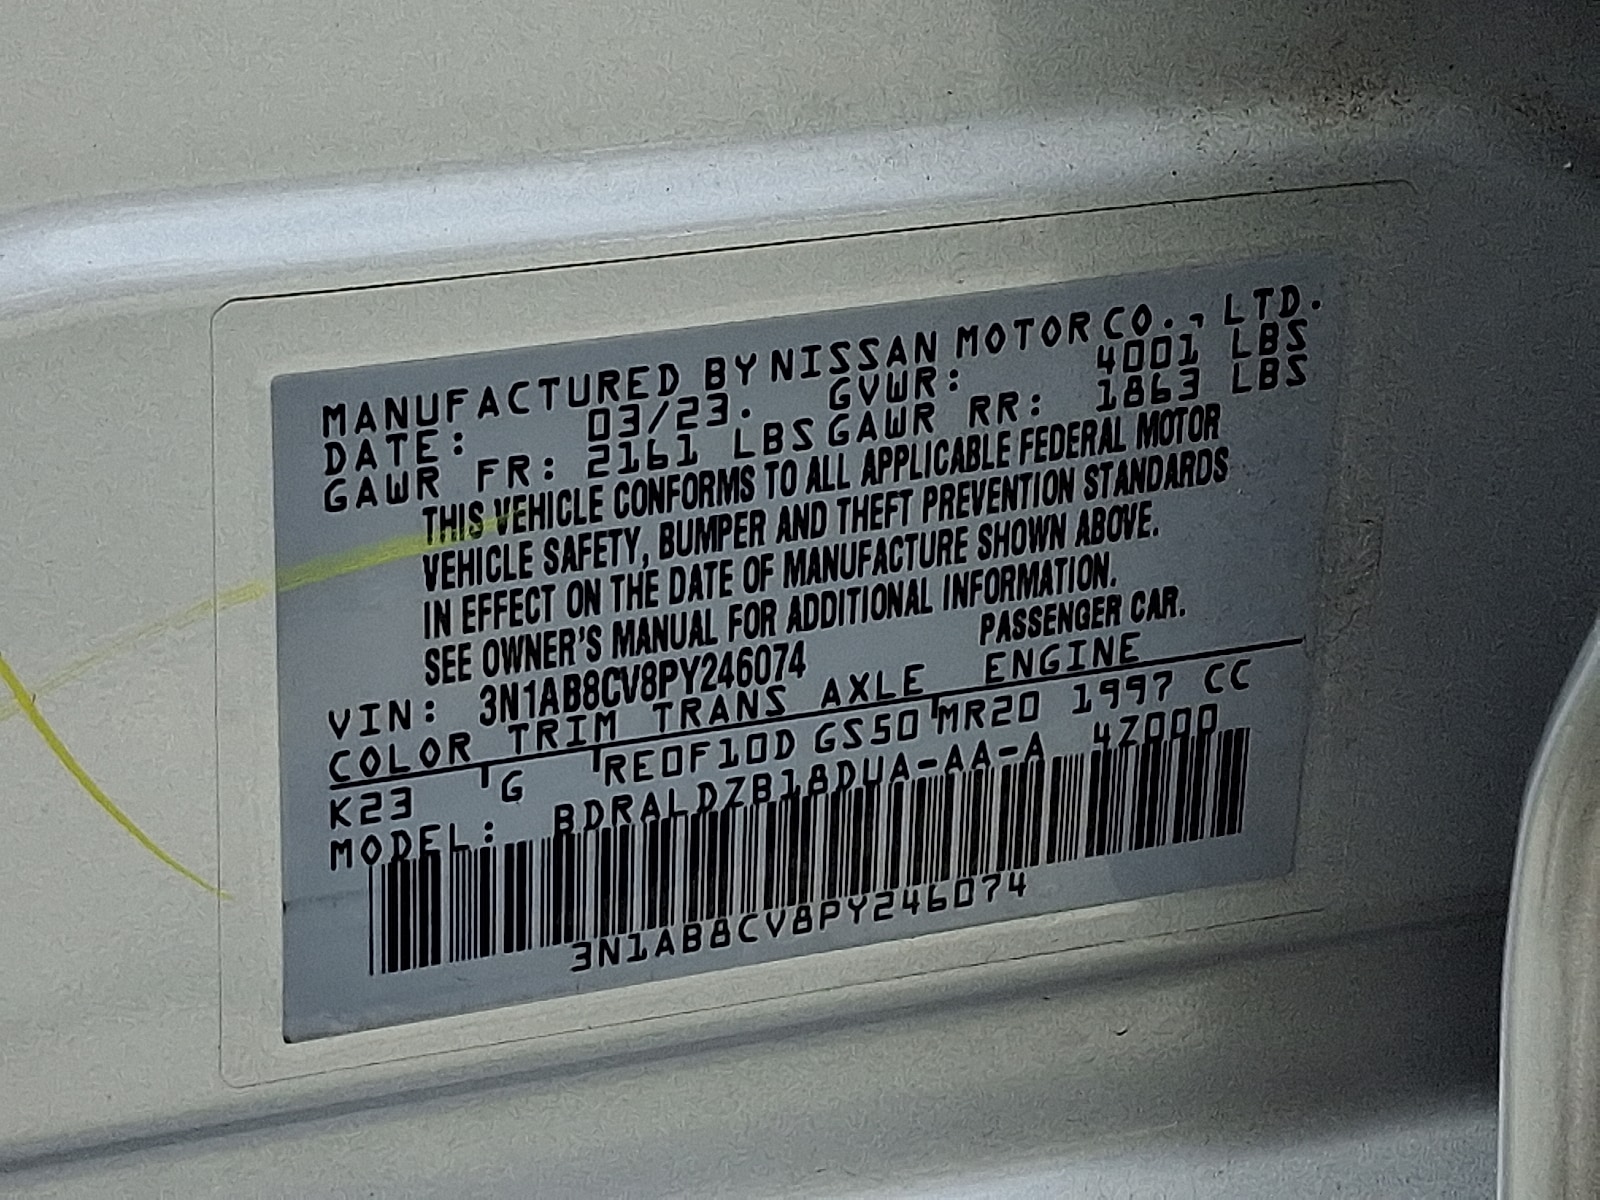 MANUFACTURED BY NISSAN MOTOR CO., LTD.
DATE: 03/23. GVWR: 4001 LBS
GAWR FR: 2161 LBS GAWR RR: 1863 LBS
THIS VEHICLE CONFORMS TO ALL APPLICABLE FEDERAL MOTOR
VEHICLE SAFETY, BUMPER AND THEFT PREVENTION STANDARDS
IN EFFECT ON THE DATE OF MANUFACTURE SHOWN ABOVE.
SEE OWNER'S MANUAL FOR ADDITIONAL INFORMATION.
VIN: 3N1AB8CV8PY246074 PASSENGER CAR.
COLOR TRIM TRANS AXLE ENGINE
K23 G RE0F10D GS50 MR20 1997 CC
MODEL: BDRALDZB18DUA-AA-A 4Z000
3N1AB8CV8PY246074